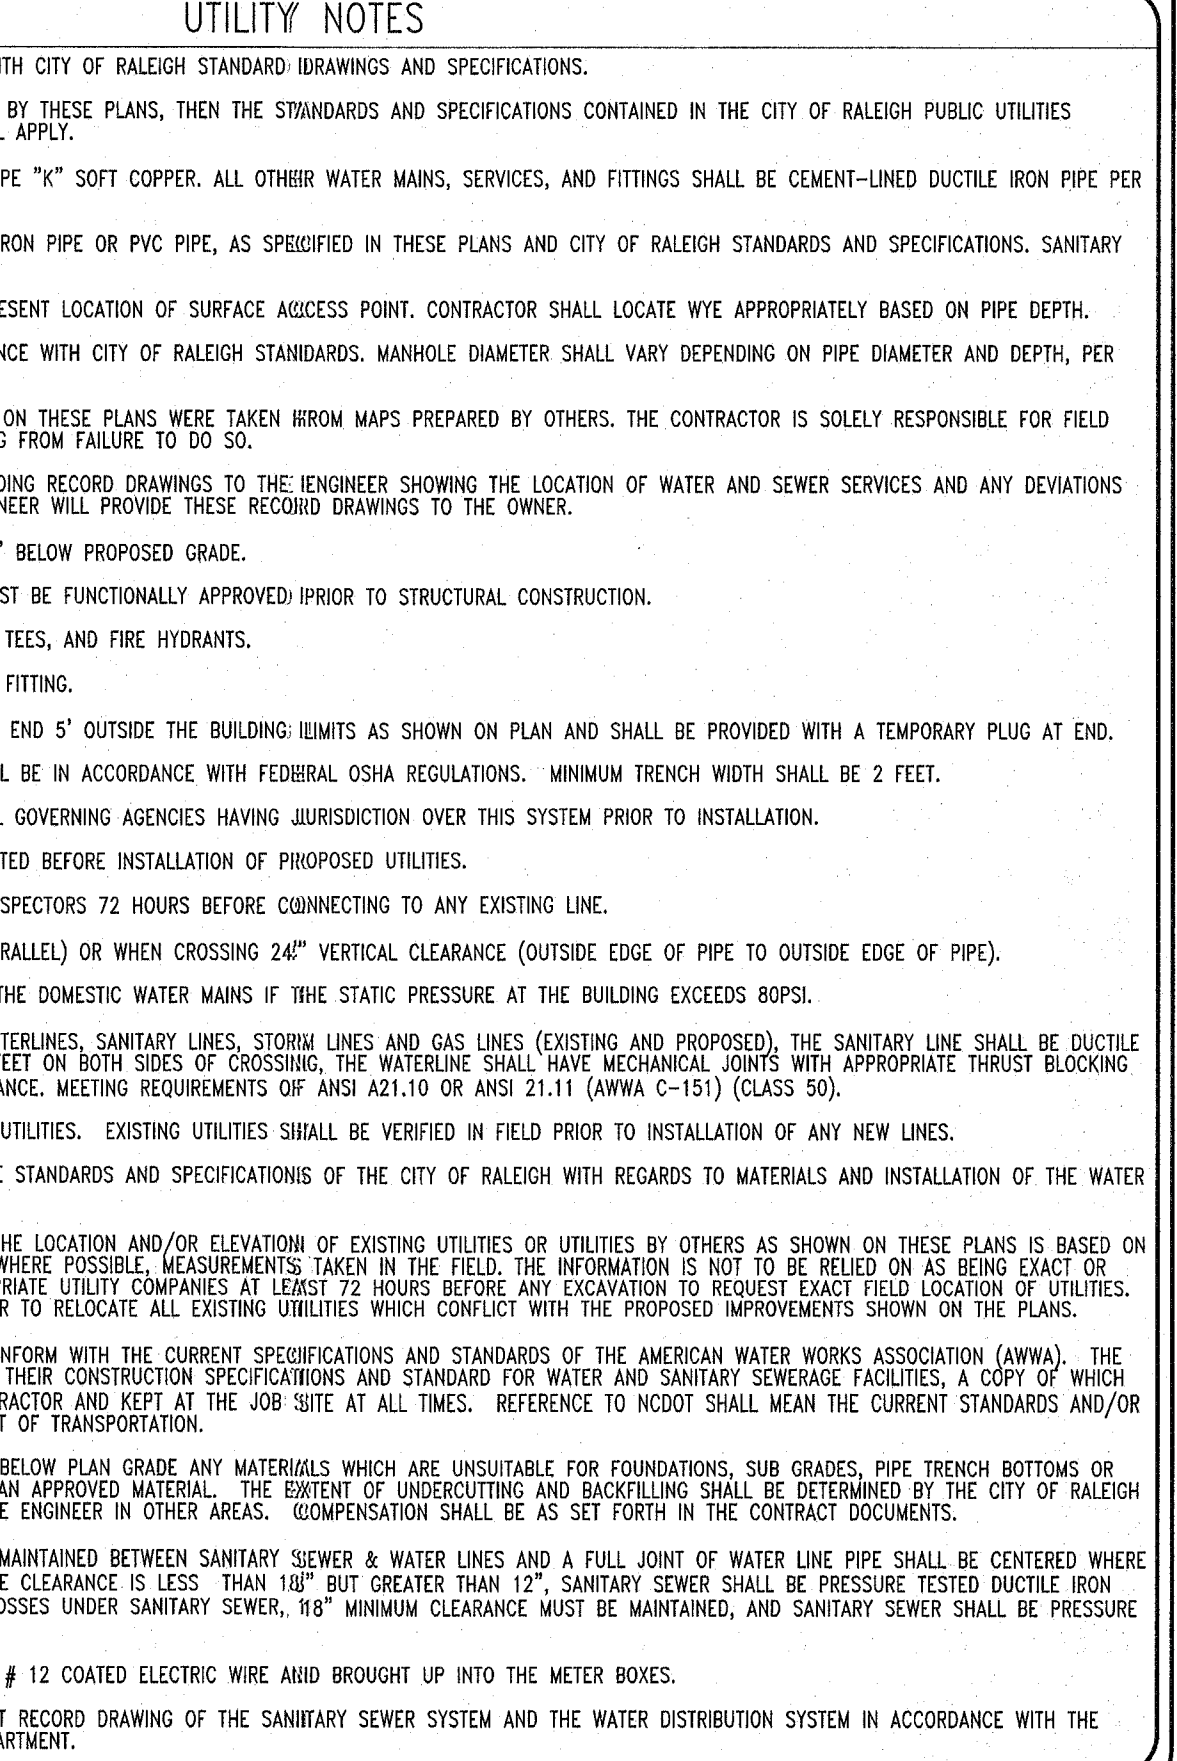 UTILITY NOTES
ITH CITY OF RALEIGH STANDARD DRAWINGS AND SPECIFICATIONS.
BY THESE PLANS, THEN THE STANDARDS AND SPECIFICATIONS CONTAINED IN THE CITY OF RALEIGH PUBLIC UTILITIES
L APPLY.
PE "K" SOFT COPPER. ALL OTHER WATER MAINS, SERVICES, AND FITTINGS SHALL BE CEMENT-LINED DUCTILE IRON PIPE PER
RON PIPE OR PVC PIPE, AS SPECIFIED IN THESE PLANS AND CITY OF RALEIGH STANDARDS AND SPECIFICATIONS. SANITARY
ESENT LOCATION OF SURFACE ACCESS POINT. CONTRACTOR SHALL LOCATE WYE APPROPRIATELY BASED ON PIPE DEPTH.
NCE WITH CITY OF RALEIGH STANDARDS. MANHOLE DIAMETER SHALL VARY DEPENDING ON PIPE DIAMETER AND DEPTH, PER
ON THESE PLANS WERE TAKEN FROM MAPS PREPARED BY OTHERS. THE CONTRACTOR IS SOLELY RESPONSIBLE FOR FIELD
G FROM FAILURE TO DO SO.
DING RECORD DRAWINGS TO THE ENGINEER SHOWING THE LOCATION OF WATER AND SEWER SERVICES AND ANY DEVIATIONS
NEER WILL PROVIDE THESE RECORD DRAWINGS TO THE OWNER.
' BELOW PROPOSED GRADE.
ST BE FUNCTIONALLY APPROVED PRIOR TO STRUCTURAL CONSTRUCTION.
TEES, AND FIRE HYDRANTS.
FITTING.
END 5' OUTSIDE THE BUILDING LIMITS AS SHOWN ON PLAN AND SHALL BE PROVIDED WITH A TEMPORARY PLUG AT END.
L BE IN ACCORDANCE WITH FEDERAL OSHA REGULATIONS. MINIMUM TRENCH WIDTH SHALL BE 2 FEET.
L GOVERNING AGENCIES HAVING JURISDICTION OVER THIS SYSTEM PRIOR TO INSTALLATION.
TED BEFORE INSTALLATION OF PROPOSED UTILITIES.
SPECTORS 72 HOURS BEFORE CONNECTING TO ANY EXISTING LINE.
RALLEL) OR WHEN CROSSING 24" VERTICAL CLEARANCE (OUTSIDE EDGE OF PIPE TO OUTSIDE EDGE OF PIPE).
THE DOMESTIC WATER MAINS IF THE STATIC PRESSURE AT THE BUILDING EXCEEDS 80PSI.
TERLINES, SANITARY LINES, STORM LINES AND GAS LINES (EXISTING AND PROPOSED), THE SANITARY LINE SHALL BE DUCTILE
EET ON BOTH SIDES OF CROSSING, THE WATERLINE SHALL HAVE MECHANICAL JOINTS WITH APPROPRIATE THRUST BLOCKING
ANCE. MEETING REQUIREMENTS OF ANSI A21.10 OR ANSI 21.11 (AWWA C-151) (CLASS 50).
UTILITIES. EXISTING UTILITIES SHALL BE VERIFIED IN FIELD PRIOR TO INSTALLATION OF ANY NEW LINES.
E STANDARDS AND SPECIFICATIONS OF THE CITY OF RALEIGH WITH REGARDS TO MATERIALS AND INSTALLATION OF THE WATER
HE LOCATION AND/OR ELEVATION OF EXISTING UTILITIES OR UTILITIES BY OTHERS AS SHOWN ON THESE PLANS IS BASED ON
WHERE POSSIBLE, MEASUREMENTS TAKEN IN THE FIELD. THE INFORMATION IS NOT TO BE RELIED ON AS BEING EXACT OR
RIATE UTILITY COMPANIES AT LEAST 72 HOURS BEFORE ANY EXCAVATION TO REQUEST EXACT FIELD LOCATION OF UTILITIES.
R TO RELOCATE ALL EXISTING UTILITIES WHICH CONFLICT WITH THE PROPOSED IMPROVEMENTS SHOWN ON THE PLANS.
NFORM WITH THE CURRENT SPECIFICATIONS AND STANDARDS OF THE AMERICAN WATER WORKS ASSOCIATION (AWWA). THE
THEIR CONSTRUCTION SPECIFICATIONS AND STANDARD FOR WATER AND SANITARY SEWERAGE FACILITIES, A COPY OF WHICH
RACTOR AND KEPT AT THE JOB SITE AT ALL TIMES. REFERENCE TO NCDOT SHALL MEAN THE CURRENT STANDARDS AND/OR
T OF TRANSPORTATION.
BELOW PLAN GRADE ANY MATERIALS WHICH ARE UNSUITABLE FOR FOUNDATIONS, SUB GRADES, PIPE TRENCH BOTTOMS OR
AN APPROVED MATERIAL. THE EXTENT OF UNDERCUTTING AND BACKFILLING SHALL BE DETERMINED BY THE CITY OF RALEIGH
E ENGINEER IN OTHER AREAS. COMPENSATION SHALL BE AS SET FORTH IN THE CONTRACT DOCUMENTS.
MAINTAINED BETWEEN SANITARY SEWER & WATER LINES AND A FULL JOINT OF WATER LINE PIPE SHALL BE CENTERED WHERE
E CLEARANCE IS LESS THAN 18" BUT GREATER THAN 12", SANITARY SEWER SHALL BE PRESSURE TESTED DUCTILE IRON
OSSES UNDER SANITARY SEWER, 18" MINIMUM CLEARANCE MUST BE MAINTAINED, AND SANITARY SEWER SHALL BE PRESSURE
# 12 COATED ELECTRIC WIRE AND BROUGHT UP INTO THE METER BOXES.
T RECORD DRAWING OF THE SANITARY SEWER SYSTEM AND THE WATER DISTRIBUTION SYSTEM IN ACCORDANCE WITH THE
ARTMENT.